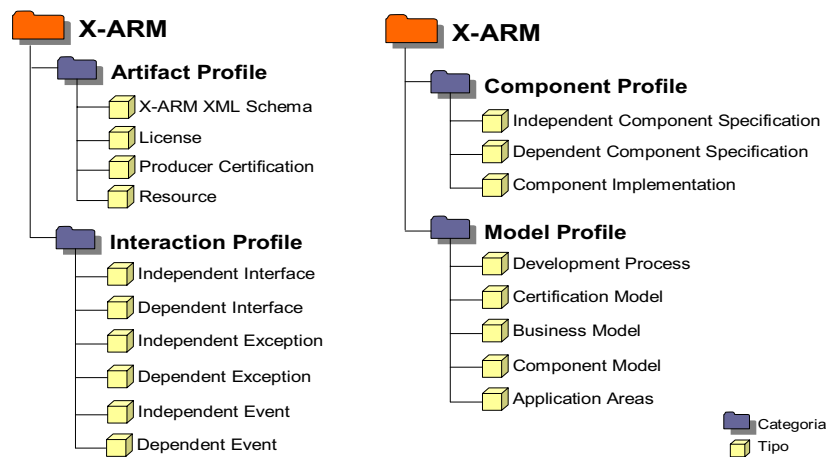 X-ARM
Artifact Profile
X-ARM XML Schema
License
Producer Certification
Resource
Interaction Profile
Independent Interface
Dependent Interface
Independent Exception
Dependent Exception
Independent Event
Dependent Event
X-ARM
Component Profile
Independent Component Specification
Dependent Component Specification
Component Implementation
Model Profile
Development Process
Certification Model
Business Model
Component Model
Application Areas
Categoria
Tipo